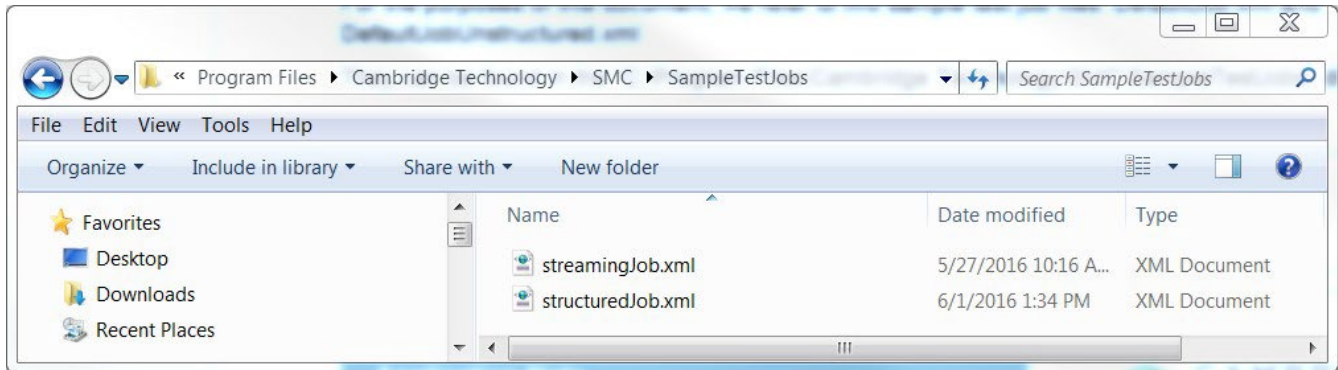 DefaultJobUnstructured.xml
« Program Files ▸ Cambridge Technology ▸ SMC ▸ SampleTestJobs
Search SampleTestJobs
File Edit View Tools Help
Organize Include in library Share with New folder
Favorites
Desktop
Downloads
Recent Places
Name Date modified Type
streamingJob.xml 5/27/2016 10:16 A... XML Document
structuredJob.xml 6/1/2016 1:34 PM XML Document